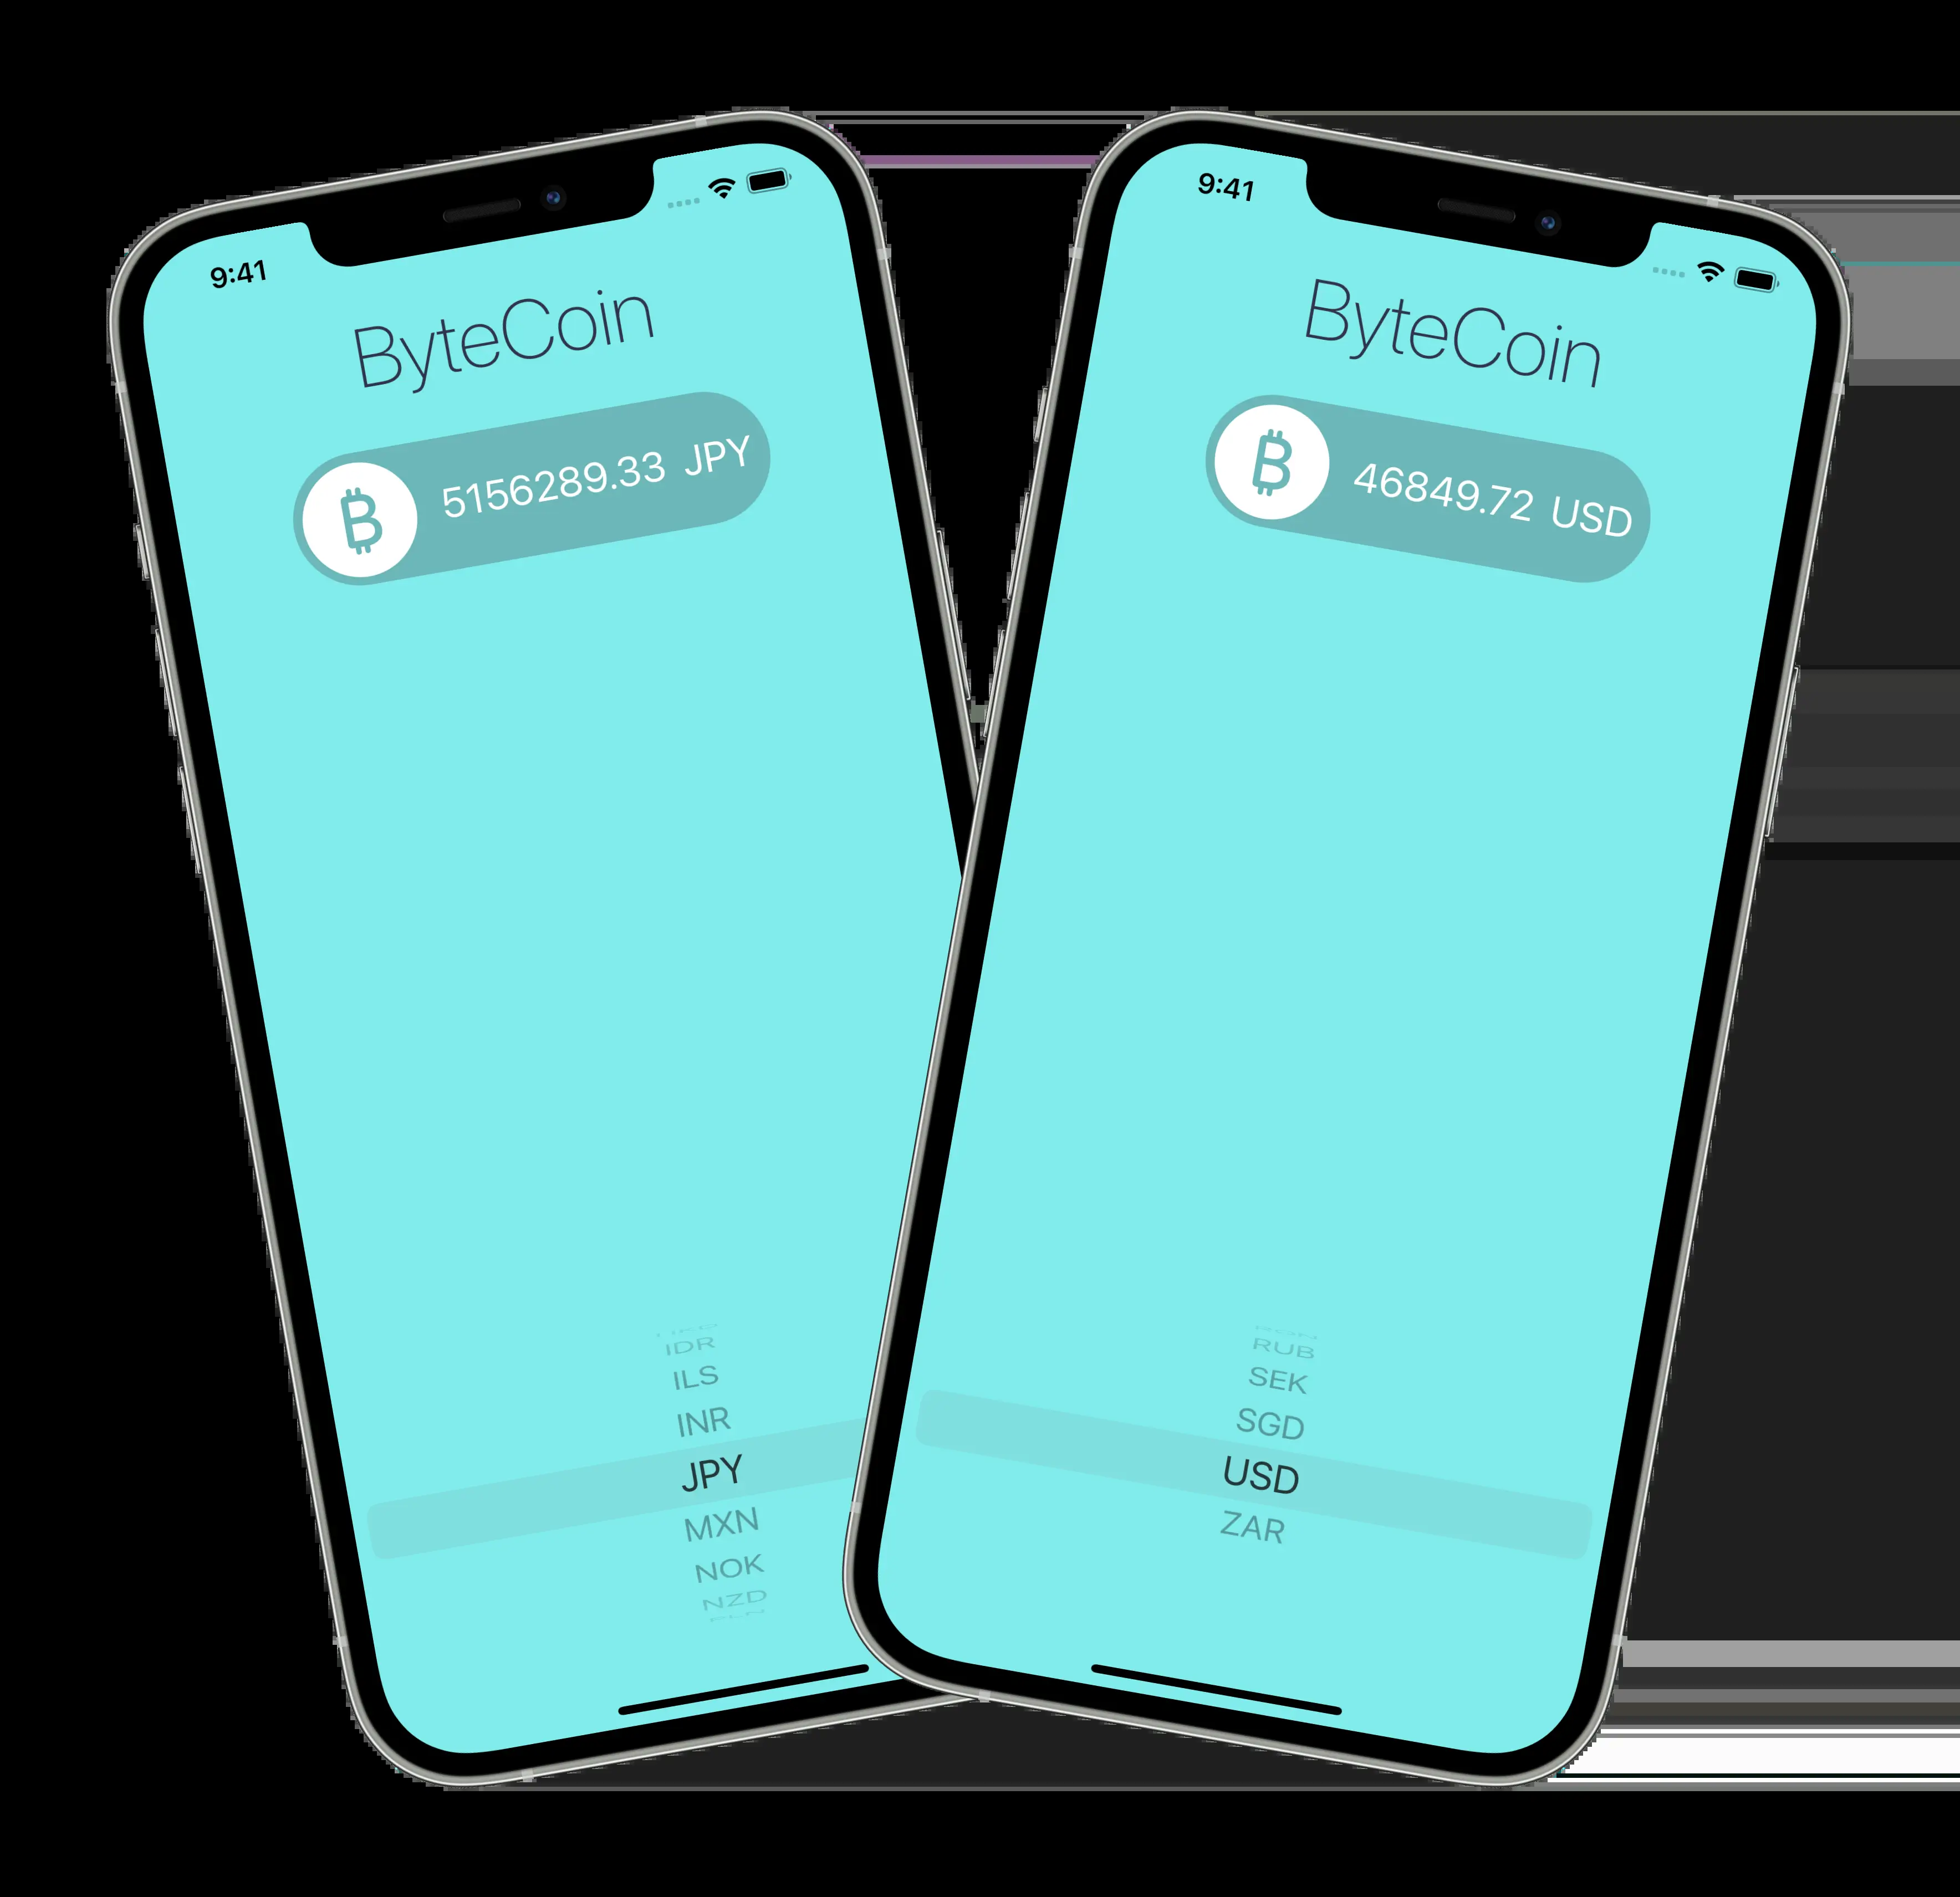 9:41
ByteCoin
5156289.33 JPY
IDR
ILS
INR
JPY
MXN
NOK
NZD
9:41
ByteCoin
46849.72 USD
RUB
SEK
SGD
USD
ZAR